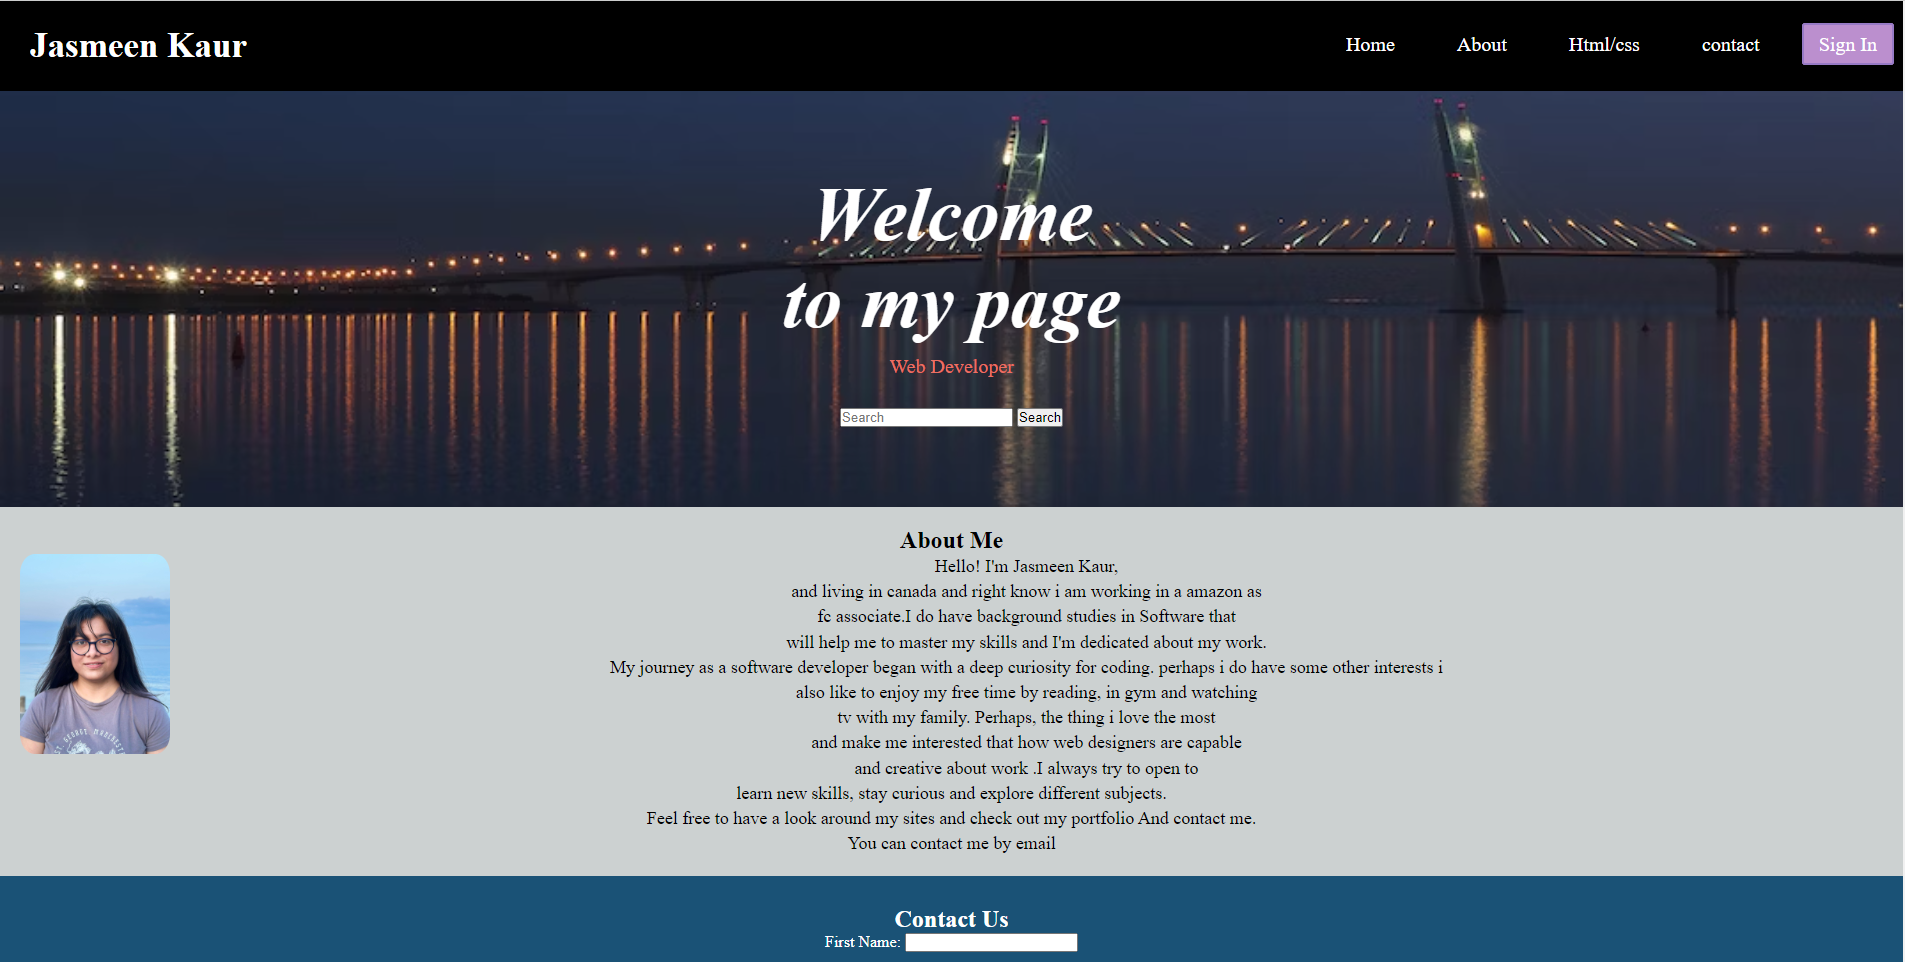 Jasmeen Kaur
Home About Html/css contact Sign In
Welcome
to my page
Web Developer
Search Search
About Me
Hello! I'm Jasmeen Kaur,
and living in canada and right know i am working in a amazon as
fc associate.I do have background studies in Software that
will help me to master my skills and I'm dedicated about my work.
My journey as a software developer began with a deep curiosity for coding. perhaps i do have some other interests i
also like to enjoy my free time by reading, in gym and watching
tv with my family. Perhaps, the thing i love the most
and make me interested that how web designers are capable
and creative about work .I always try to open to
learn new skills, stay curious and explore different subjects.
Feel free to have a look around my sites and check out my portfolio And contact me.
You can contact me by email
Contact Us
First Name: